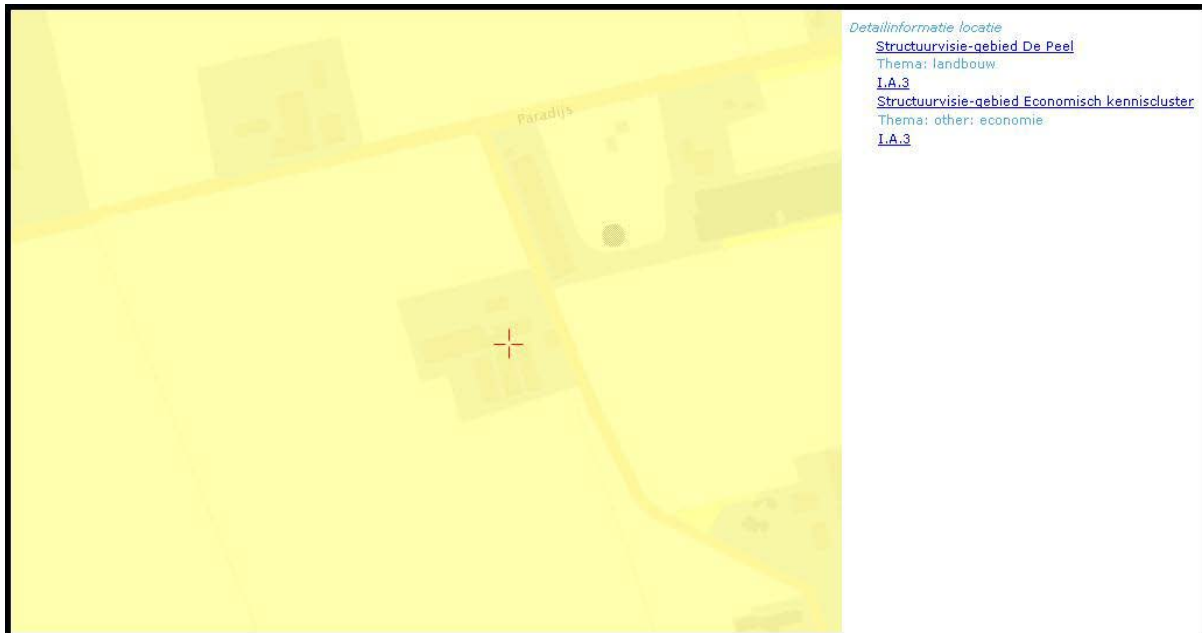 Paradijs
Detailinformatie locatie
Structuurvisie-gebied De Peel
Thema: landbouw
I.A.3
Structuurvisie-gebied Economisch kenniscluster
Thema: other: economie
I.A.3